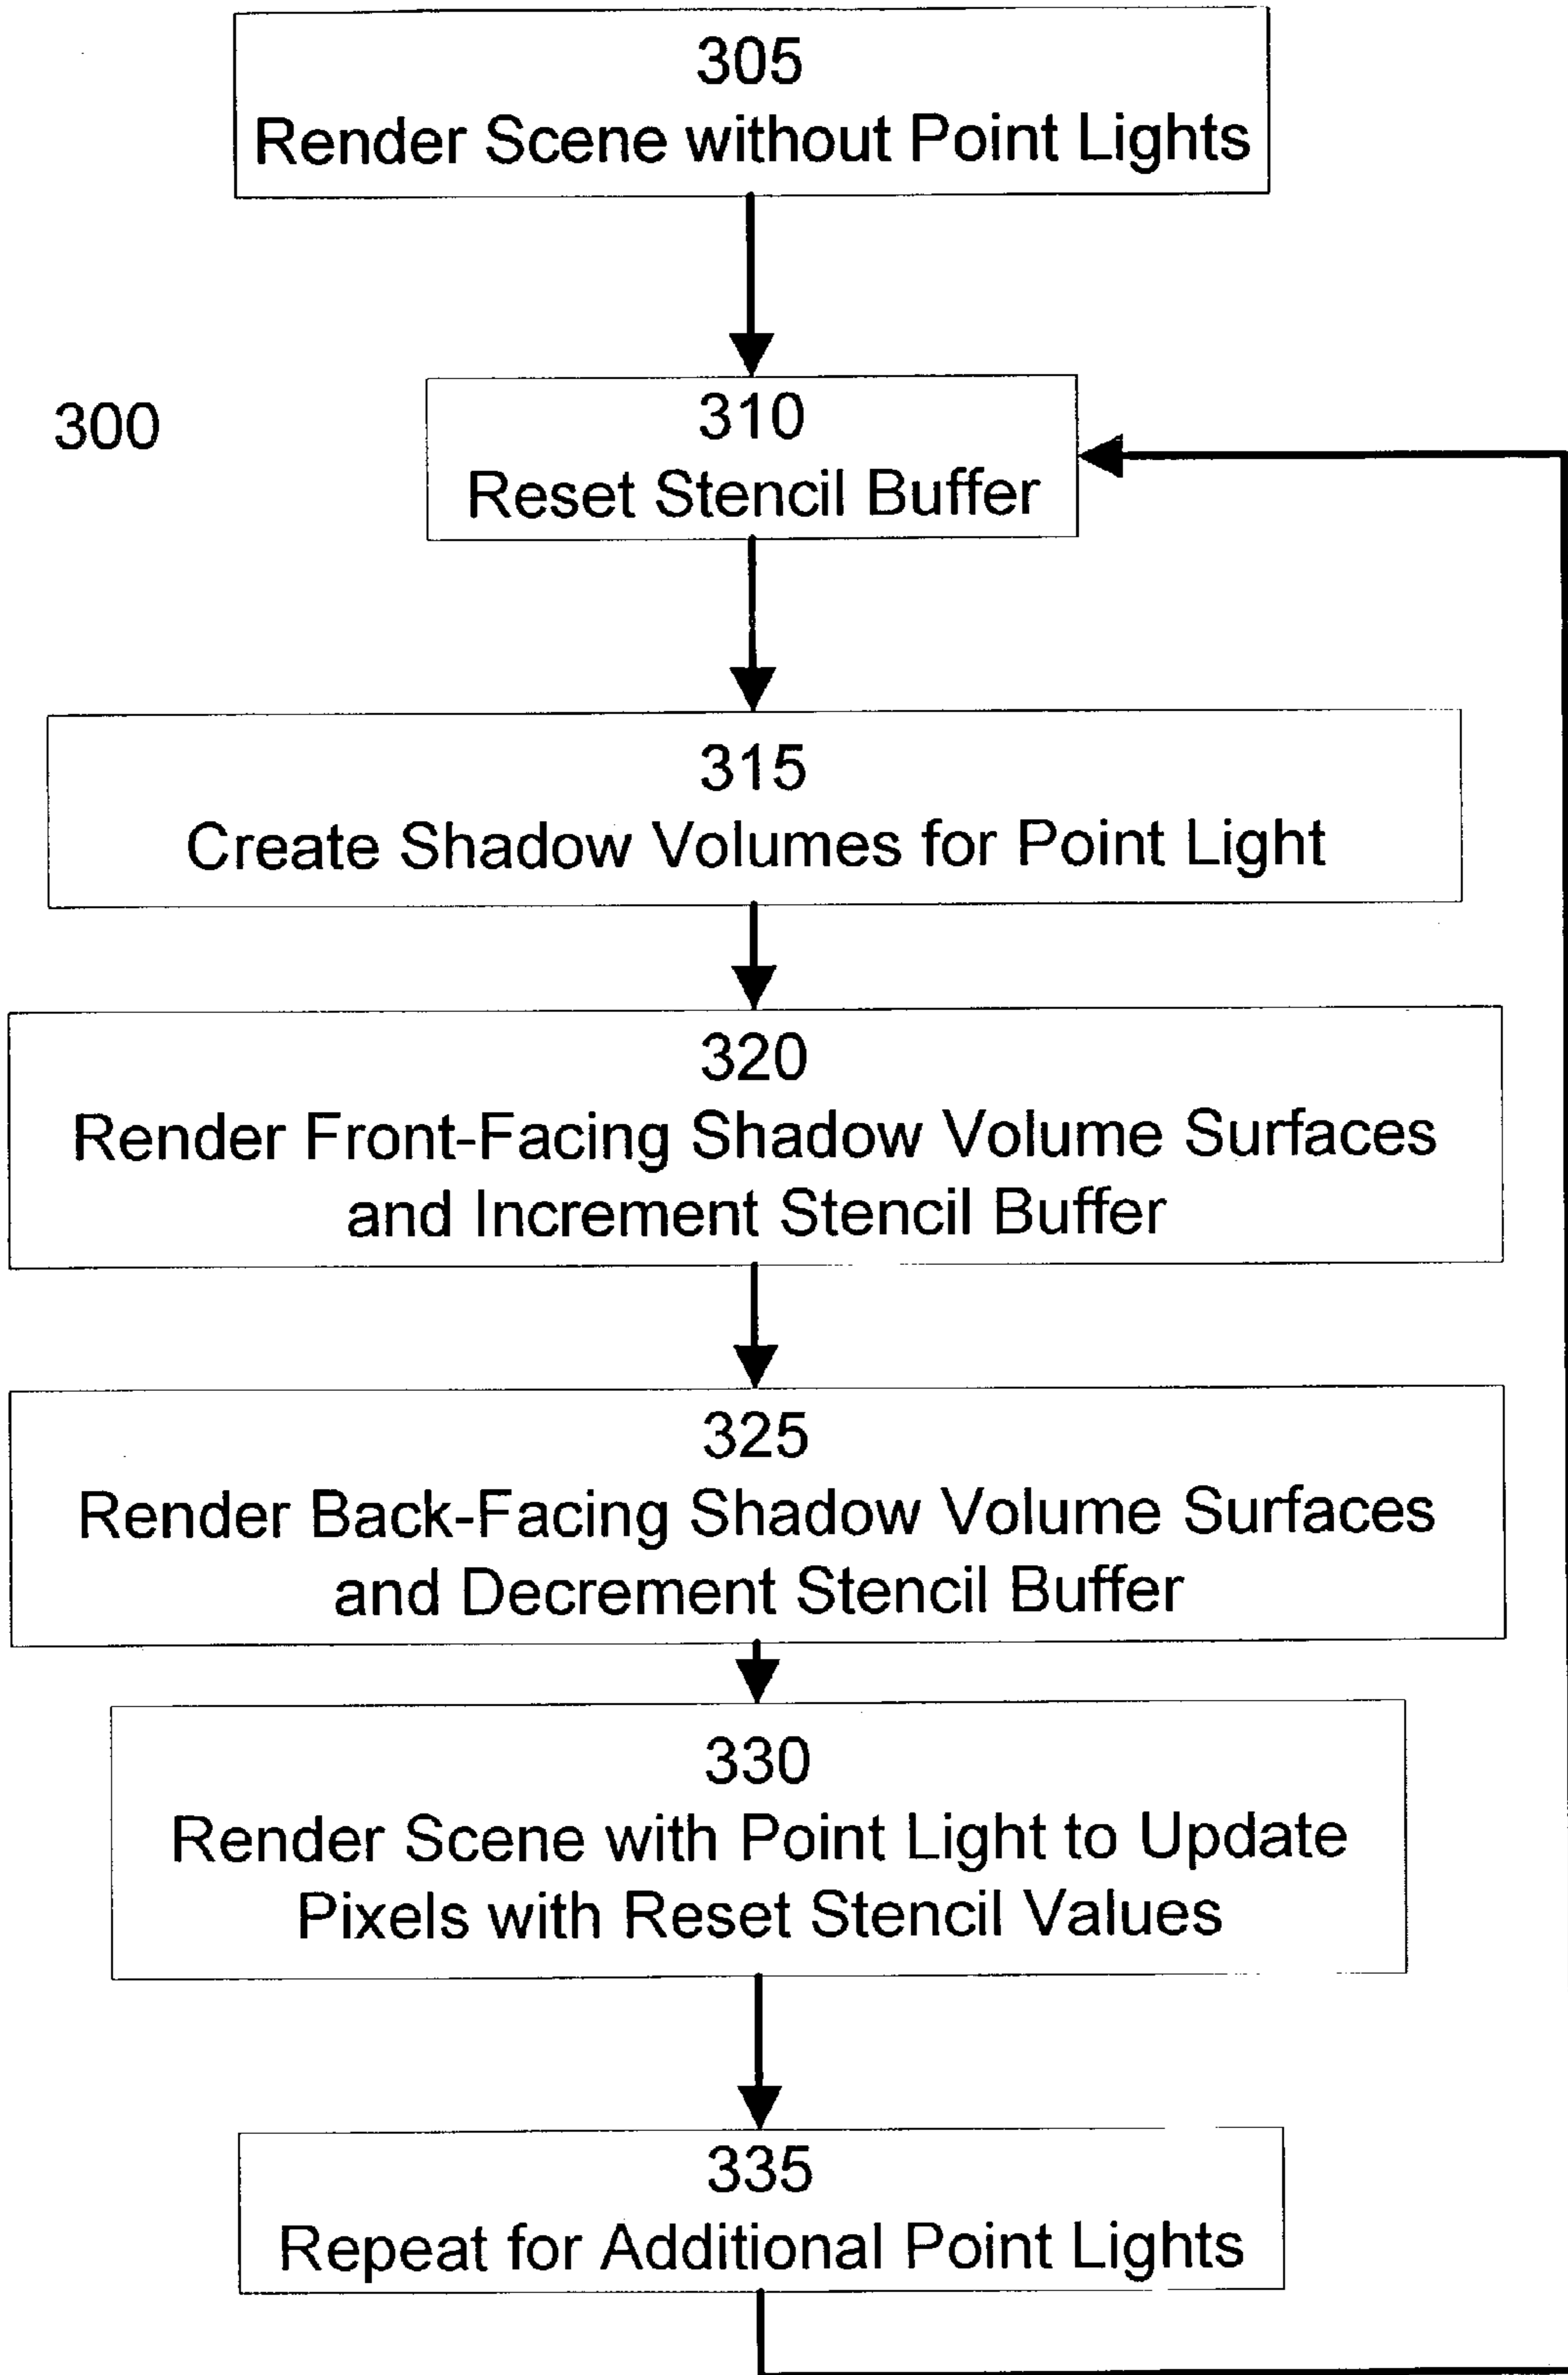 305
Render Scene without Point Lights
300
310
Reset Stencil Buffer
315
Create Shadow Volumes for Point Light
320
Render Front-Facing Shadow Volume Surfaces
and Increment Stencil Buffer
325
Render Back-Facing Shadow Volume Surfaces
and Decrement Stencil Buffer
330
Render Scene with Point Light to Update
Pixels with Reset Stencil Values
335
Repeat for Additional Point Lights